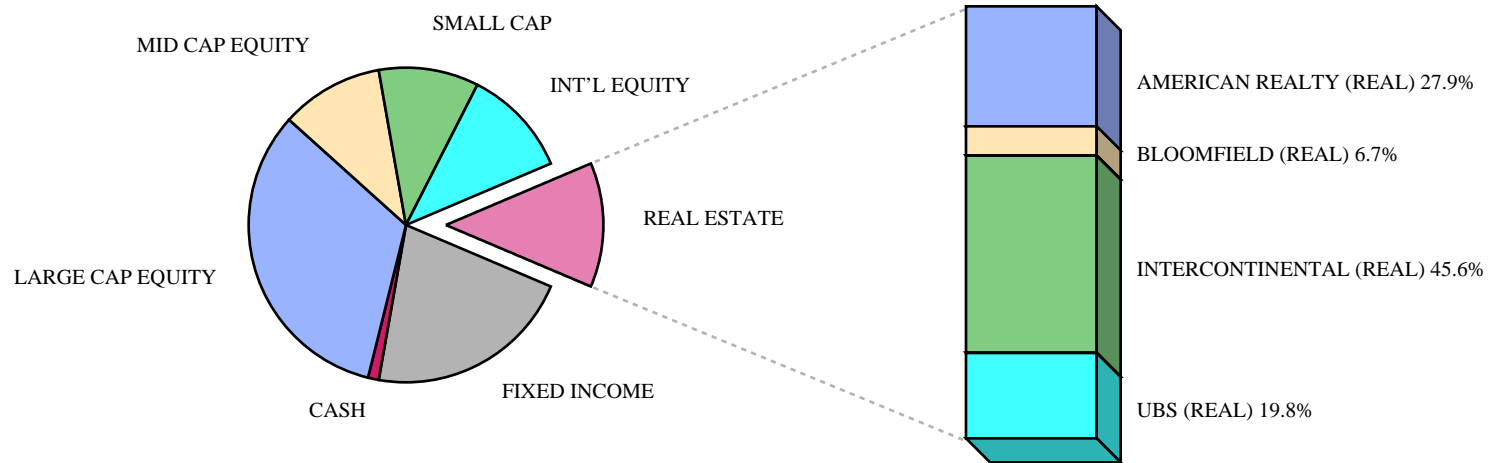 SMALL CAP
MID CAP EQUITY
INT'L EQUITY
REAL ESTATE
LARGE CAP EQUITY
FIXED INCOME
CASH
AMERICAN REALTY (REAL) 27.9%
BLOOMFIELD (REAL) 6.7%
INTERCONTINENTAL (REAL) 45.6%
UBS (REAL) 19.8%